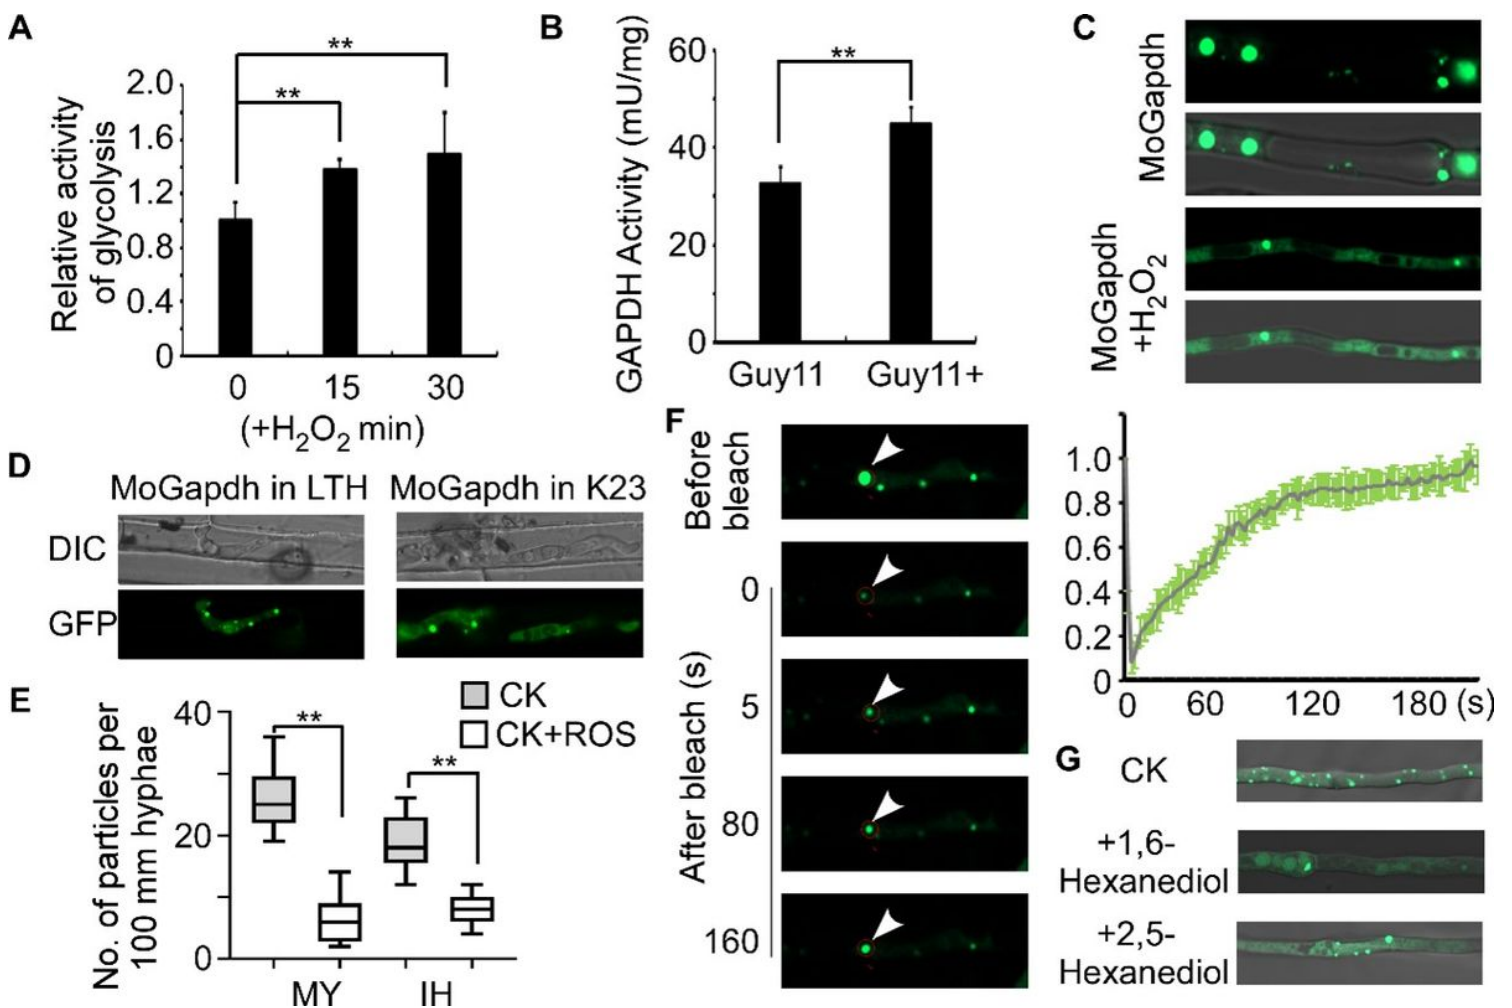 A
**
**
2.0
1.6
1.2
0.8
0.4
0
Relative activity
of glycolysis
0 15 30
(+H2O2 min)
B
**
60
40
20
0
GAPDH Activity (mU/mg)
Guy11 Guy11+
C
MoGapdh
MoGapdh
+H2O2
D
MoGapdh in LTH MoGapdh in K23
DIC
GFP
E
CK
CK+ROS
**
**
40
20
0
No. of particles per
100 mm hyphae
MY IH
F
Before
bleach
0
5
80
160
After bleach (s)
1.0
0.8
0.6
0.4
0.2
0
0 60 120 180 (s)
G
CK
+1,6-
Hexanediol
+2,5-
Hexanediol